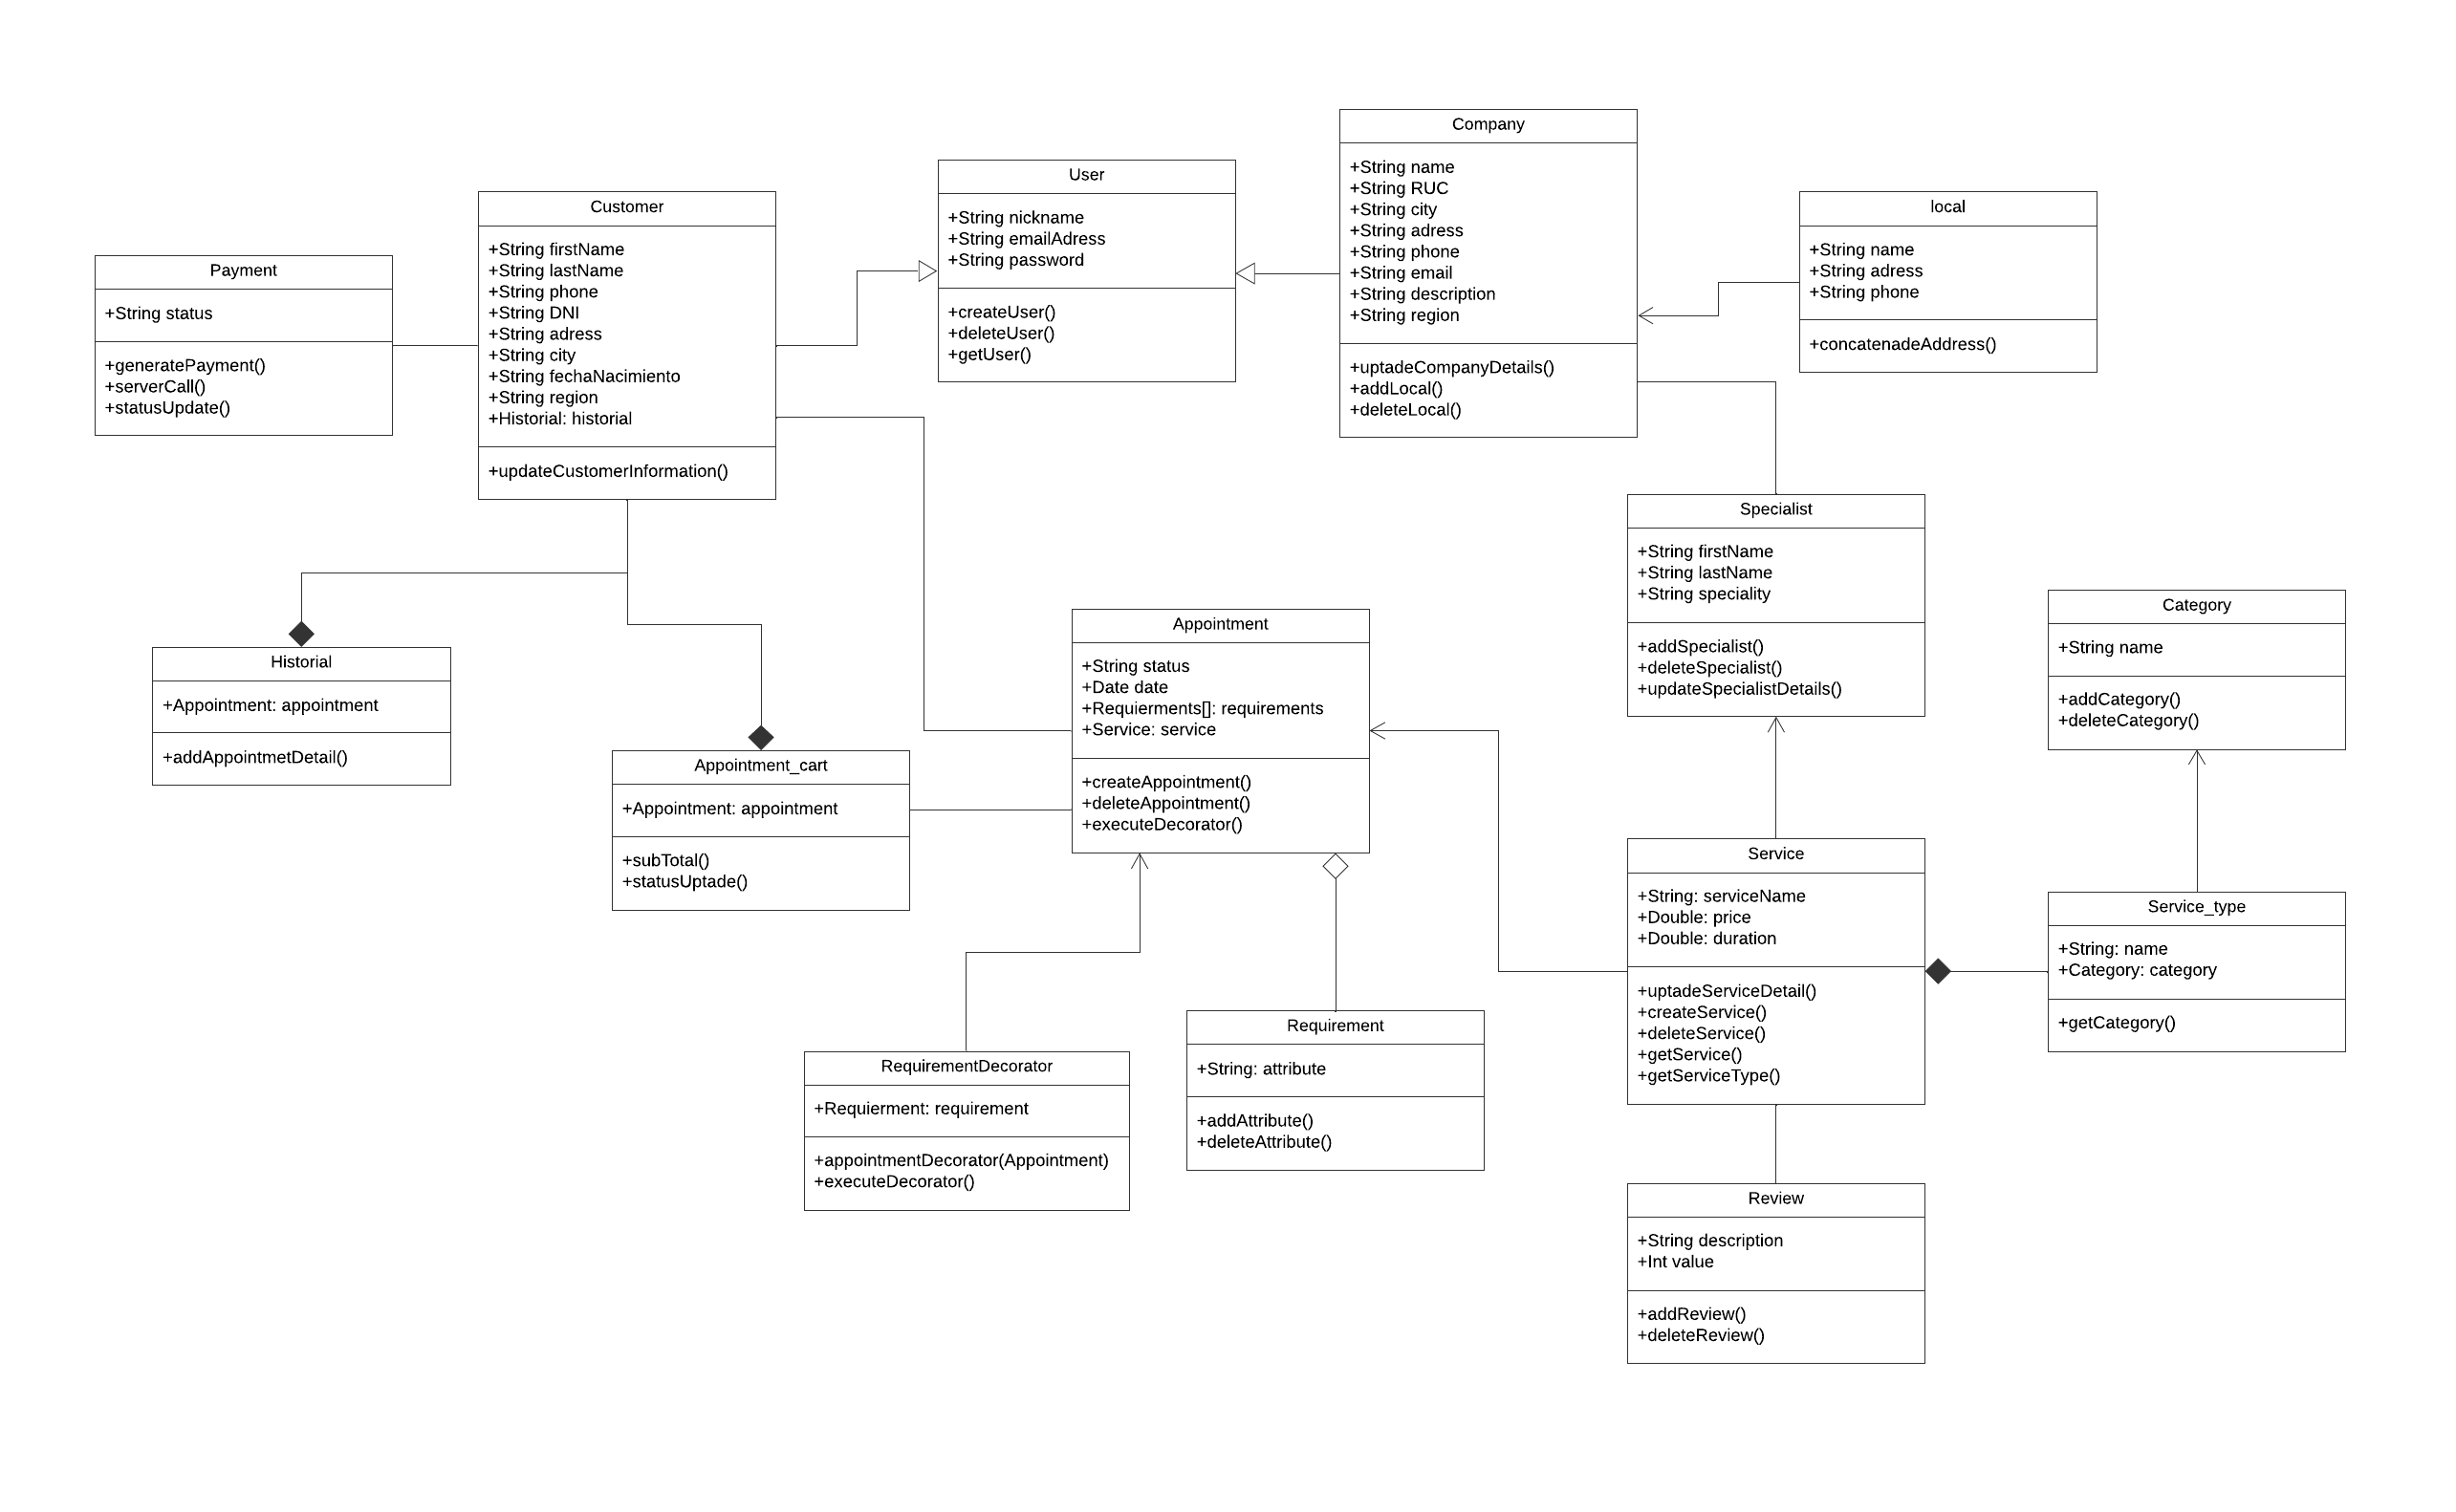 Company
+String name
+String RUC
+String city
+String adress
+String phone
+String email
+String description
+String region
+uptadeCompanyDetails()
+addLocal()
+deleteLocal()
User
+String nickname
+String emailAdress
+String password
+createUser()
+deleteUser()
+getUser()
Customer
+String firstName
+String lastName
+String phone
+String DNI
+String adress
+String city
+String fechaNacimiento
+String region
+Historial: historial
+updateCustomerInformation()
local
+String name
+String adress
+String phone
+concatenadeAddress()
Payment
+String status
+generatePayment()
+serverCall()
+statusUpdate()
Specialist
+String firstName
+String lastName
+String speciality
+addSpecialist()
+deleteSpecialist()
+updateSpecialistDetails()
Category
+String name
+addCategory()
+deleteCategory()
Appointment
+String status
+Date date
+Requierments[]: requirements
+Service: service
+createAppointment()
+deleteAppointment()
+executeDecorator()
Historial
+Appointment: appointment
+addAppointmetDetail()
Appointment_cart
+Appointment: appointment
+subTotal()
+statusUptade()
Service
+String: serviceName
+Double: price
+Double: duration
+uptadeServiceDetail()
+createService()
+deleteService()
+getService()
+getServiceType()
Service_type
+String: name
+Category: category
+getCategory()
Requirement
+String: attribute
+addAttribute()
+deleteAttribute()
RequirementDecorator
+Requierment: requirement
+appointmentDecorator(Appointment)
+executeDecorator()
Review
+String description
+Int value
+addReview()
+deleteReview()